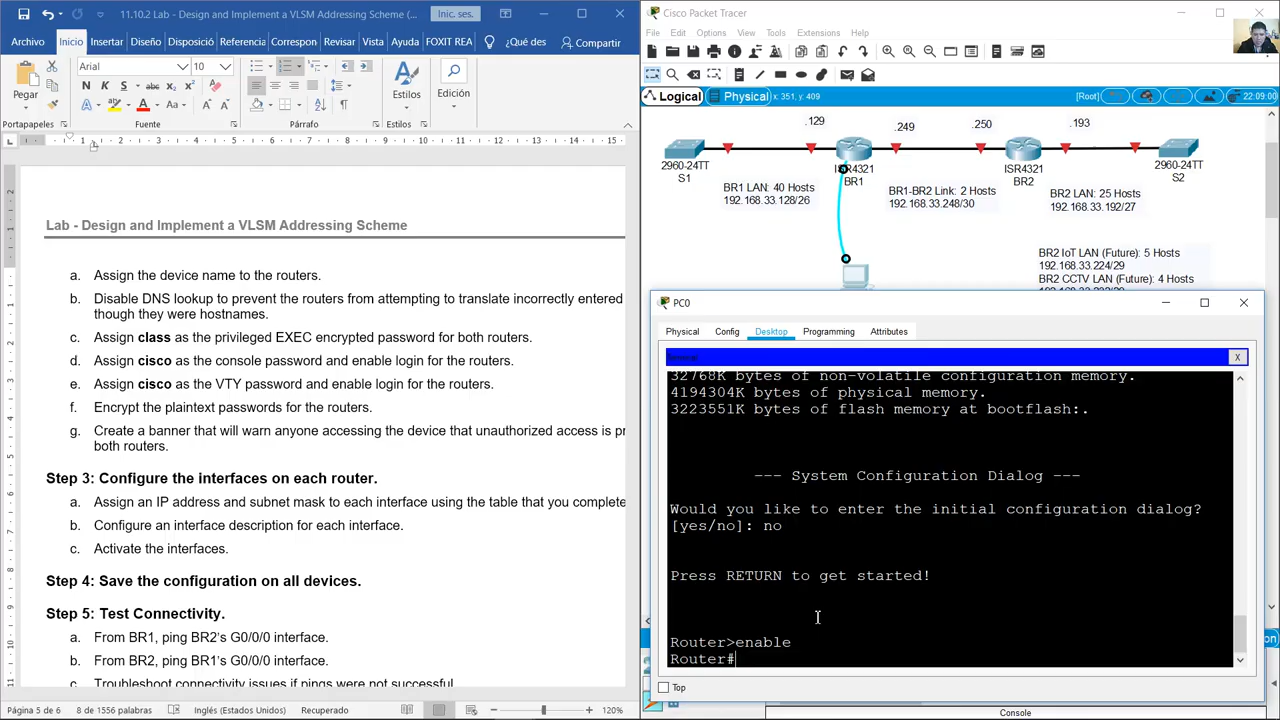 11.10.2 Lab - Design and Implement a VLSM Addressing Scheme (1...
Inic. ses.
Cisco Packet Tracer
Archivo Inicio Insertar Diseño Disposición Referencias Correspon Revisar Vista Ayuda FOXIT REA ¿Qué des Compartir
File Edit Options View Tools Extensions Help
Arial 10
Pegar
N K S
Aa
Estilos
Edición
Portapapeles Fuente Párrafo Estilos
Logical Physical x: 351, y: 409 [Root] 22:09:00
Lab - Design and Implement a VLSM Addressing Scheme
a. Assign the device name to the routers.
b. Disable DNS lookup to prevent the routers from attempting to translate incorrectly entered
though they were hostnames.
c. Assign class as the privileged EXEC encrypted password for both routers.
d. Assign cisco as the console password and enable login for the routers.
e. Assign cisco as the VTY password and enable login for the routers.
f. Encrypt the plaintext passwords for the routers.
g. Create a banner that will warn anyone accessing the device that unauthorized access is pr
both routers.
Step 3: Configure the interfaces on each router.
a. Assign an IP address and subnet mask to each interface using the table that you complete
b. Configure an interface description for each interface.
c. Activate the interfaces.
Step 4: Save the configuration on all devices.
Step 5: Test Connectivity.
a. From BR1, ping BR2's G0/0/0 interface.
b. From BR2, ping BR1's G0/0/0 interface.
c. Troubleshoot connectivity issues if pings were not successful.
Página 5 de 6 8 de 1556 palabras Inglés (Estados Unidos) Recuperado 120%
.129 .249 .250 .193
2960-24TT
S1
ISR4321
BR1
ISR4321
BR2
2960-24TT
S2
BR1 LAN: 40 Hosts
192.168.33.128/26
BR1-BR2 Link: 2 Hosts
192.168.33.248/30
BR2 LAN: 25 Hosts
192.168.33.192/27
BR2 IoT LAN (Future): 5 Hosts
192.168.33.224/29
BR2 CCTV LAN (Future): 4 Hosts
PC0
Physical Config Desktop Programming Attributes
Terminal X
32768K bytes of non-volatile configuration memory.
4194304K bytes of physical memory.
3223551K bytes of flash memory at bootflash:.
--- System Configuration Dialog ---
Would you like to enter the initial configuration dialog?
[yes/no]: no
Press RETURN to get started!
Router>enable
Router#
Top
Console